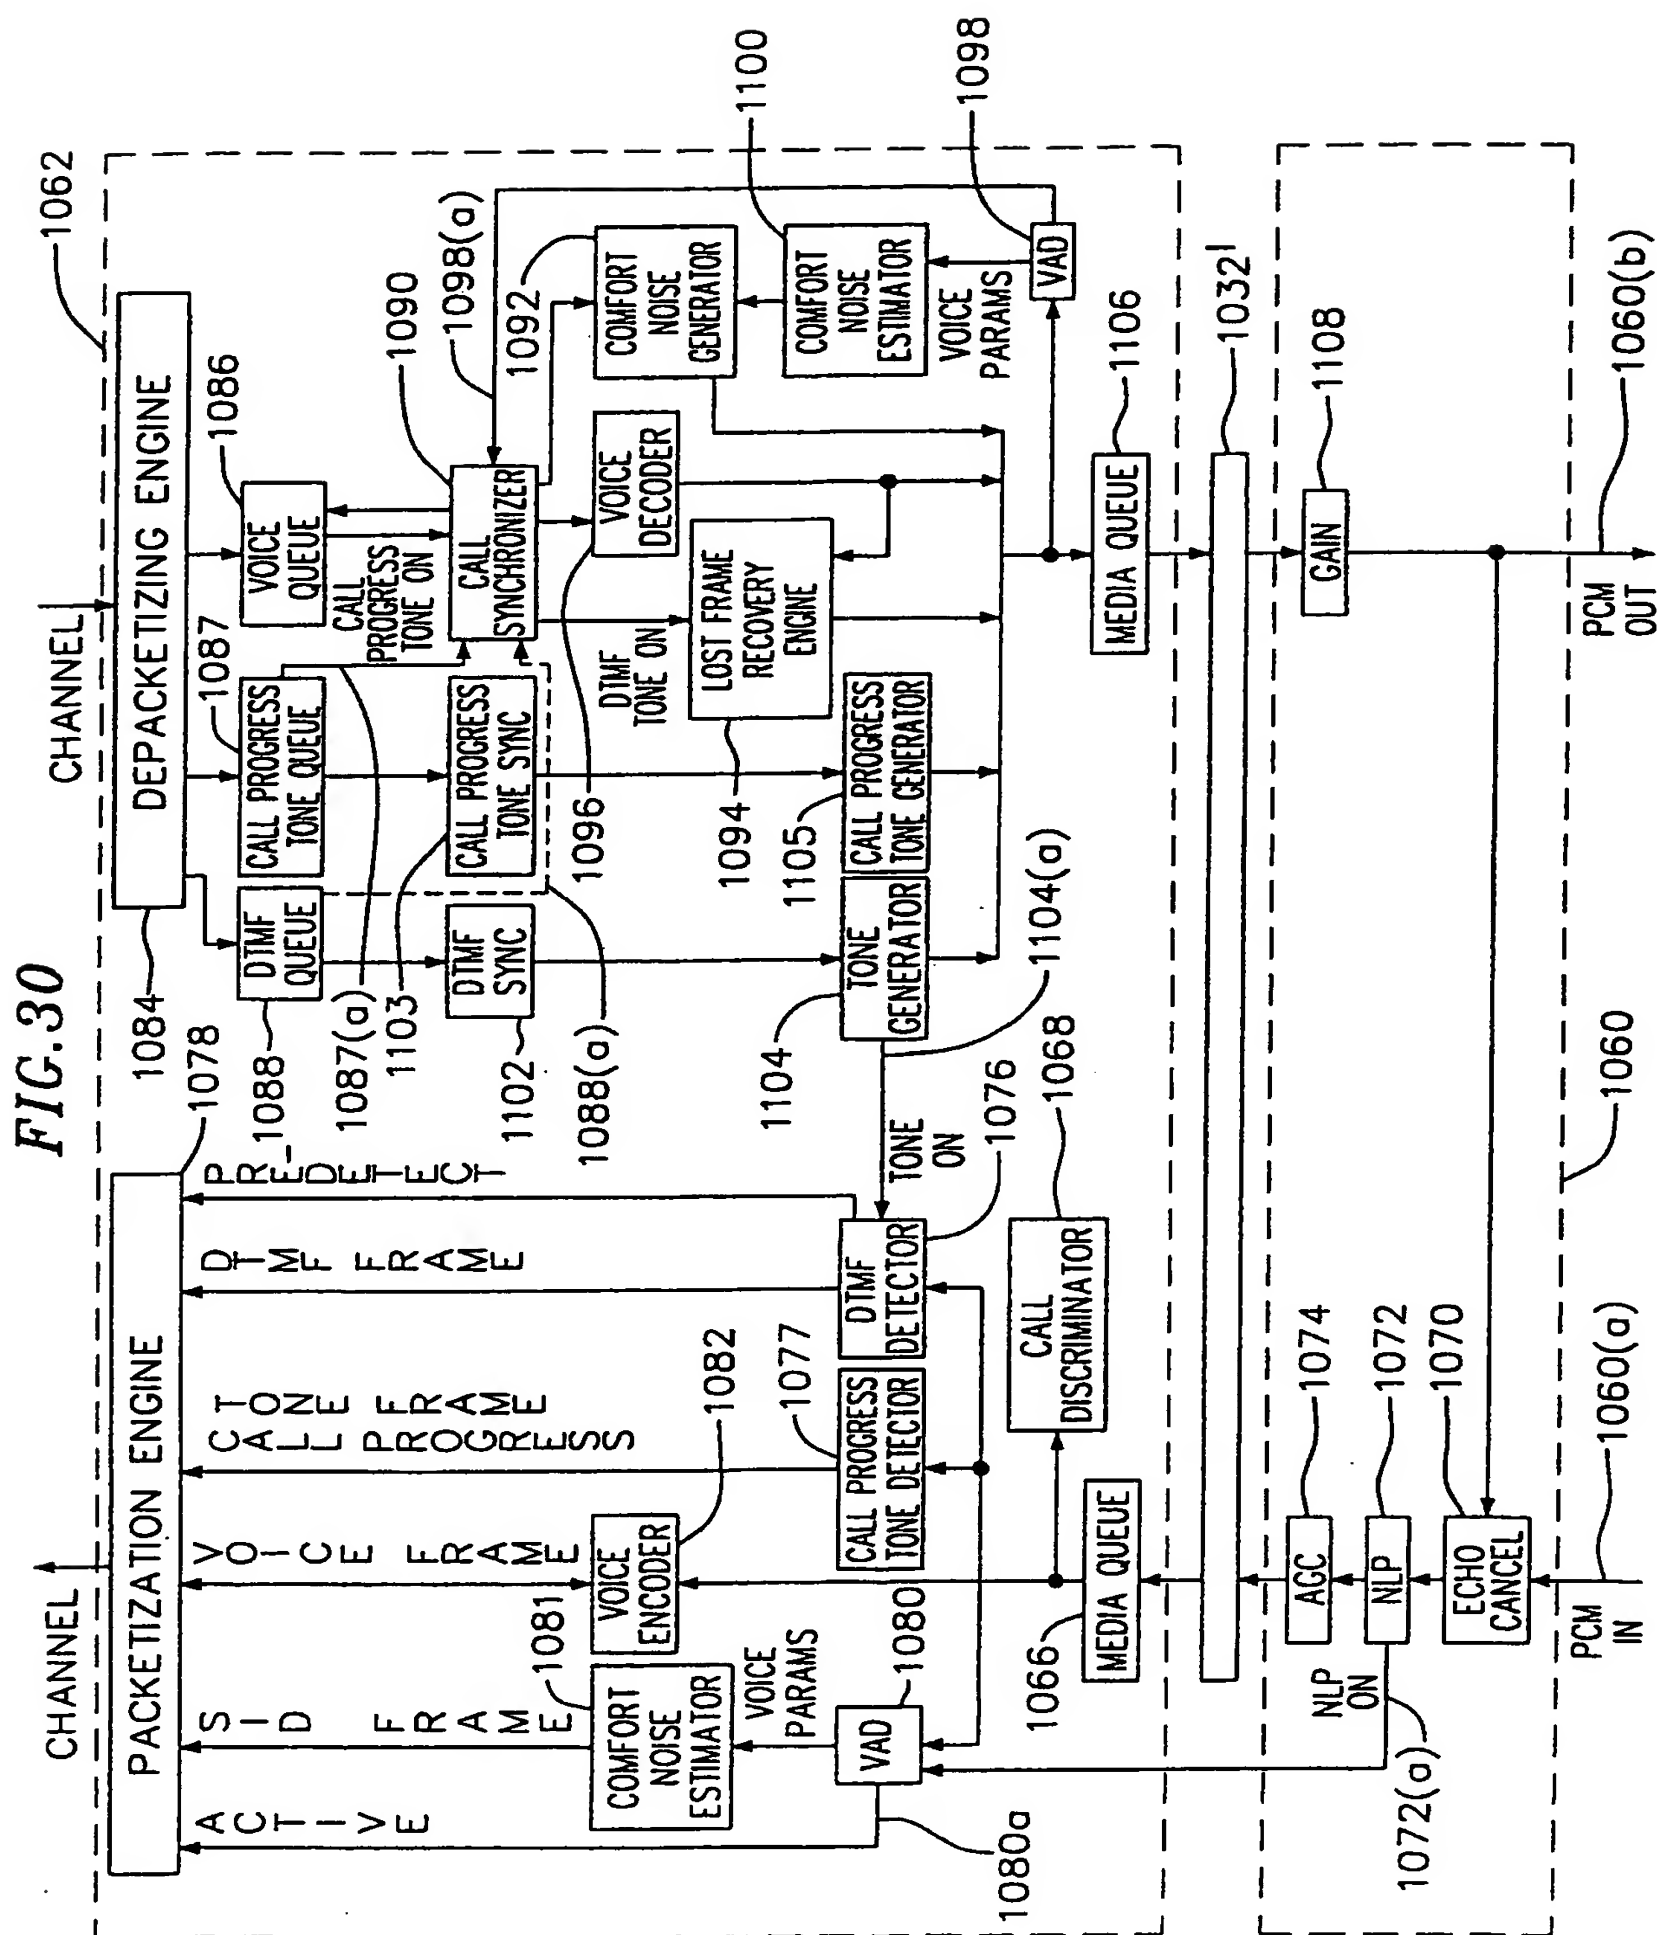 FIG.30
CHANNEL
PACKETIZATION ENGINE
1078
ACTIVE
SID FRAME
VOICE FRAME
CALL PROGRESS
TONE FRAME
DTMF FRAME
PRE-
DETECT
COMFORT
NOISE
ESTIMATOR
1081
VOICE
ENCODER
1082
VOICE
PARAMS
VAD
1080
1080a
CALL PROGRESS
TONE DETECTOR
1077
DTMF
DETECTOR
1076
TONE
ON
CALL
DISCRIMINATOR
1068
MEDIA QUEUE
1066
CHANNEL
DEPACKETIZING ENGINE
1084
1062
DTMF
QUEUE
1088
CALL PROGRESS
TONE QUEUE
1087
1087(a)
VOICE
QUEUE
1086
CALL
PROGRESS
TONE ON
DTMF
SYNC
1102
1088(a)
CALL PROGRESS
TONE SYNC
1103
CALL
SYNCHRONIZER
1090
1098(a)
DTMF
TONE ON
VOICE
DECODER
1096
COMFORT
NOISE
GENERATOR
1092
LOST FRAME
RECOVERY
ENGINE
1094
COMFORT
NOISE
ESTIMATOR
1100
TONE
GENERATOR
1104
1104(a)
CALL PROGRESS
TONE GENERATOR
1105
VOICE
PARAMS
VAD
1098
MEDIA QUEUE
1106
1032'
AGC
1074
NLP
1072
NLP
ON
1072(a)
ECHO
CANCEL
1070
PCM
IN
1060(a)
GAIN
1108
PCM
OUT
1060(b)
1060